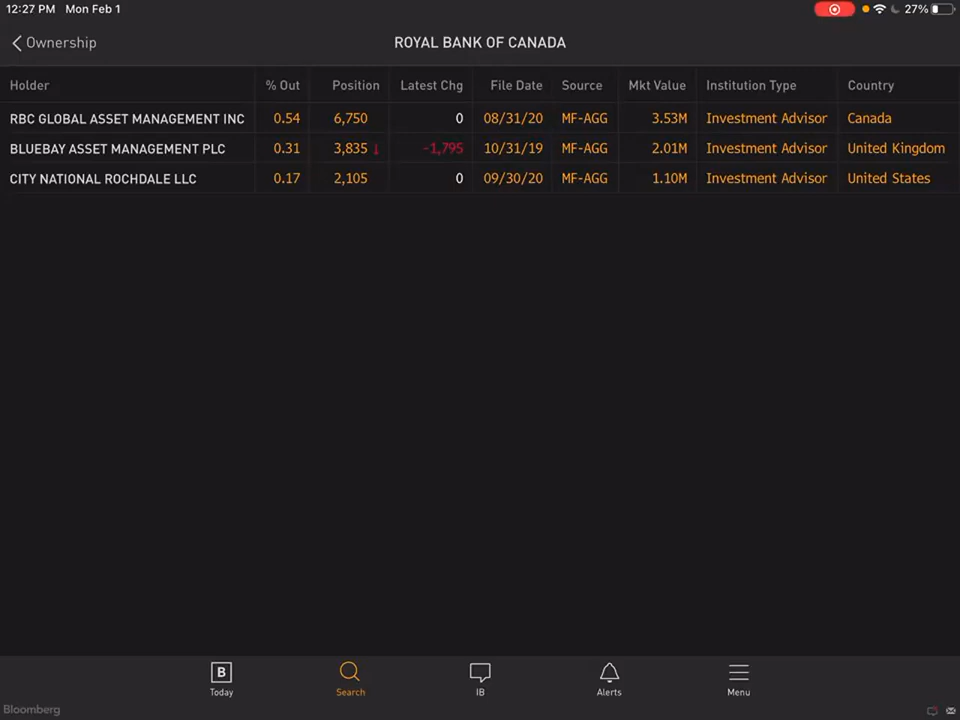 12:27 PM Mon Feb 1 27%
Ownership ROYAL BANK OF CANADA
Holder % Out Position Latest Chg File Date Source Mkt Value Institution Type Country
RBC GLOBAL ASSET MANAGEMENT INC 0.54 6,750 0 08/31/20 MF-AGG 3.53M Investment Advisor Canada
BLUEBAY ASSET MANAGEMENT PLC 0.31 3,835 ↓ -1,795 10/31/19 MF-AGG 2.01M Investment Advisor United Kingdom
CITY NATIONAL ROCHDALE LLC 0.17 2,105 0 09/30/20 MF-AGG 1.10M Investment Advisor United States
B
Today Search IB Alerts Menu
Bloomberg